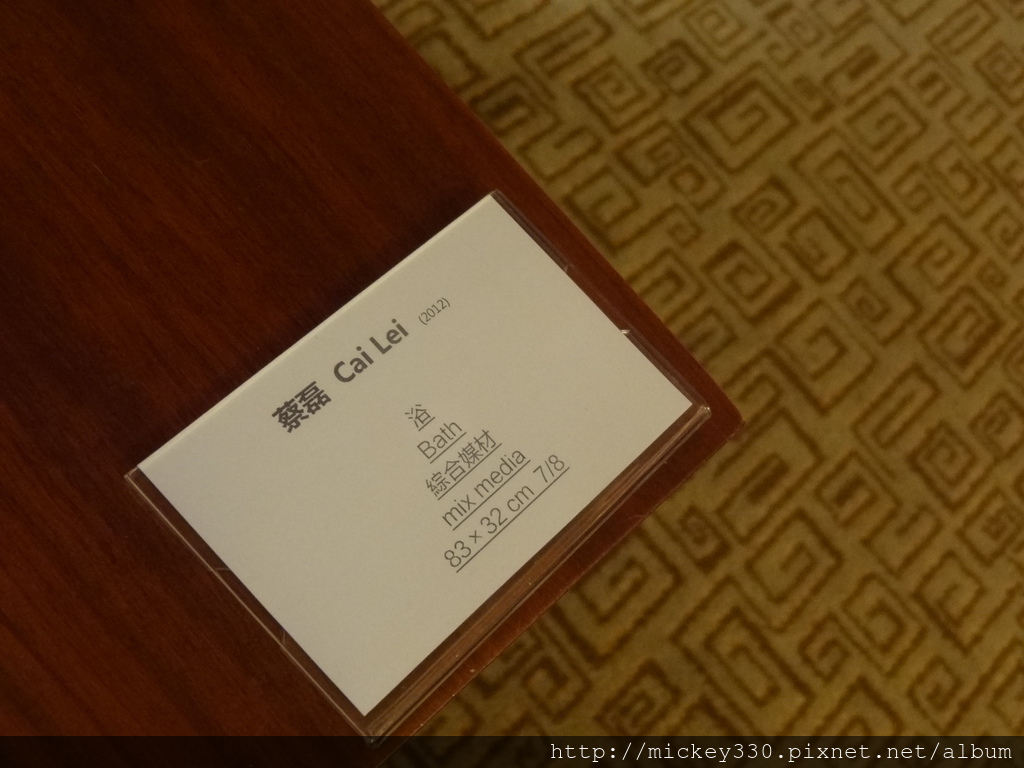 蔡磊 Cai Lei (2012)
浴
Bath
綜合媒材
mix media
83 × 32 cm 7/8
http://mickey330.pixnet.net/album